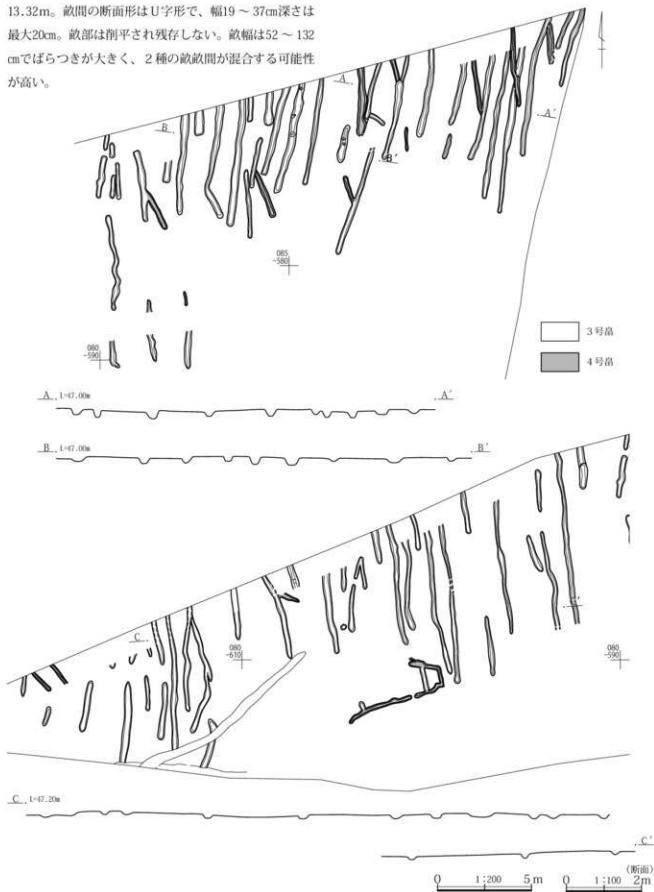 13.32m。畝間の断面形はU字形で、幅19～37cm深さは
最大20cm。畝部は削平され残存しない。畝幅は52～132
cmでばらつきが大きく、２種の畝畝間が混合する可能性
が高い。
A
A′
B
B′
085
-580
080
-590
3号畠
4号畠
A L=47.00m A′
B L=47.00m B′
C
C′
080
-610
080
-590
C L=47.20m
C′
(断面)
0 1:200 5m 0 1:100 2m